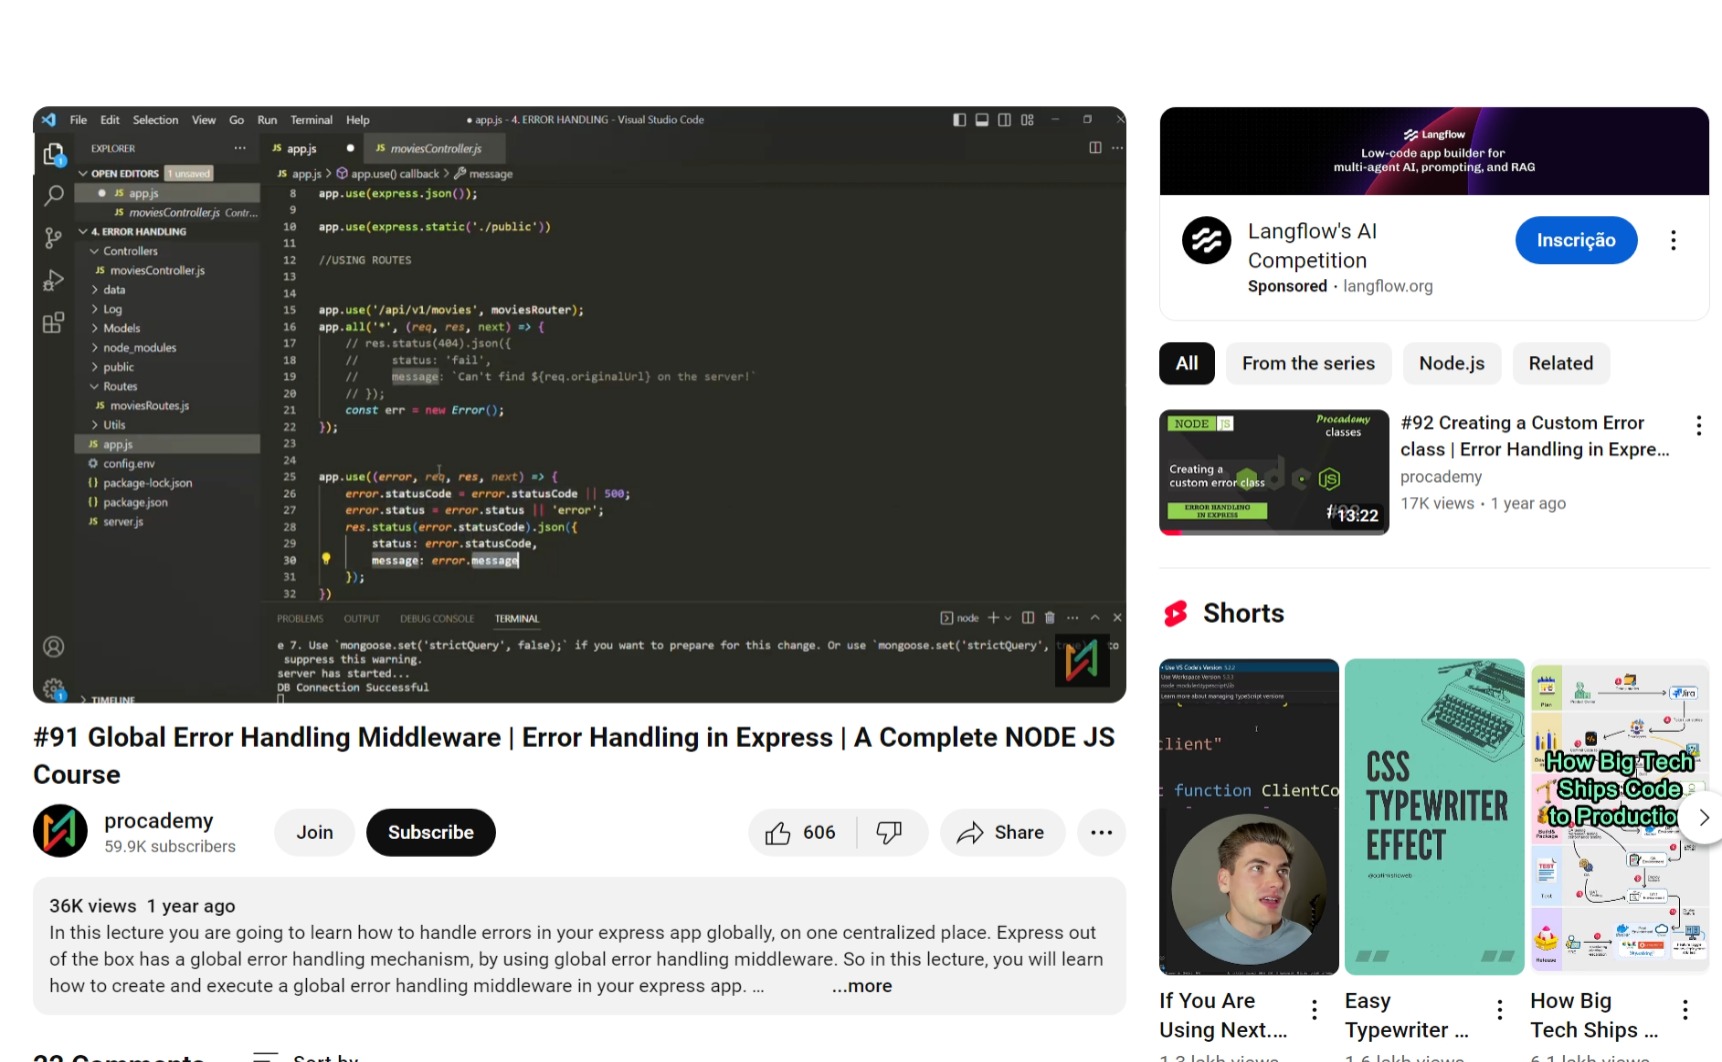 File Edit Selection View Go Run Terminal Help
● app.js - 4. ERROR HANDLING - Visual Studio Code
EXPLORER ···
OPEN EDITORS 1 unsaved
● JS app.js
JS moviesController.js Contr...
4. ERROR HANDLING
Controllers
JS moviesController.js
data
Log
Models
node_modules
public
Routes
JS moviesRoutes.js
Utils
JS app.js
config.env
{} package-lock.json
{} package.json
JS server.js
TIMELINE
JS app.js ●
JS moviesController.js
JS app.js > app.use() callback > message
8 app.use(express.json());
9
10 app.use(express.static('./public'))
11
12 //USING ROUTES
13
14
15 app.use('/api/v1/movies', moviesRouter);
16 app.all('*', (req, res, next) => {
17 // res.status(404).json({
18 // status: 'fail',
19 // message: `Can't find ${req.originalUrl} on the server!`
20 // });
21 const err = new Error();
22 });
23
24
25 app.use((error, req, res, next) => {
26 error.statusCode = error.statusCode || 500;
27 error.status = error.status || 'error';
28 res.status(error.statusCode).json({
29 status: error.statusCode,
30 message: error.message
31 });
32 })
PROBLEMS OUTPUT DEBUG CONSOLE TERMINAL
node
e 7. Use `mongoose.set('strictQuery', false);` if you want to prepare for this change. Or use `mongoose.set('strictQuery', to
suppress this warning.
server has started...
DB Connection Successful
#91 Global Error Handling Middleware | Error Handling in Express | A Complete NODE JS
Course
procademy
59.9K subscribers
Join
Subscribe
606
Share
36K views 1 year ago
In this lecture you are going to learn how to handle errors in your express app globally, on one centralized place. Express out
of the box has a global error handling mechanism, by using global error handling middleware. So in this lecture, you will learn
how to create and execute a global error handling middleware in your express app. ... ...more
Langflow
Low-code app builder for
multi-agent AI, prompting, and RAG
Langflow's AI
Competition
Sponsored · langflow.org
Inscrição
All
From the series
Node.js
Related
NODE JS
Procademy
classes
Creating a
custom error class
ERROR HANDLING
IN EXPRESS
13:22
#92 Creating a Custom Error
class | Error Handling in Expre...
procademy
17K views · 1 year ago
Shorts
Learn more about managing TypeScript versions
client"
function ClientCo
CSS
TYPEWRITER
EFFECT
Plan
Jira
How Big Tech
Ships Code
to Productio
Test
Release
If You Are
Using Next....
Easy
Typewriter ...
How Big
Tech Ships ...